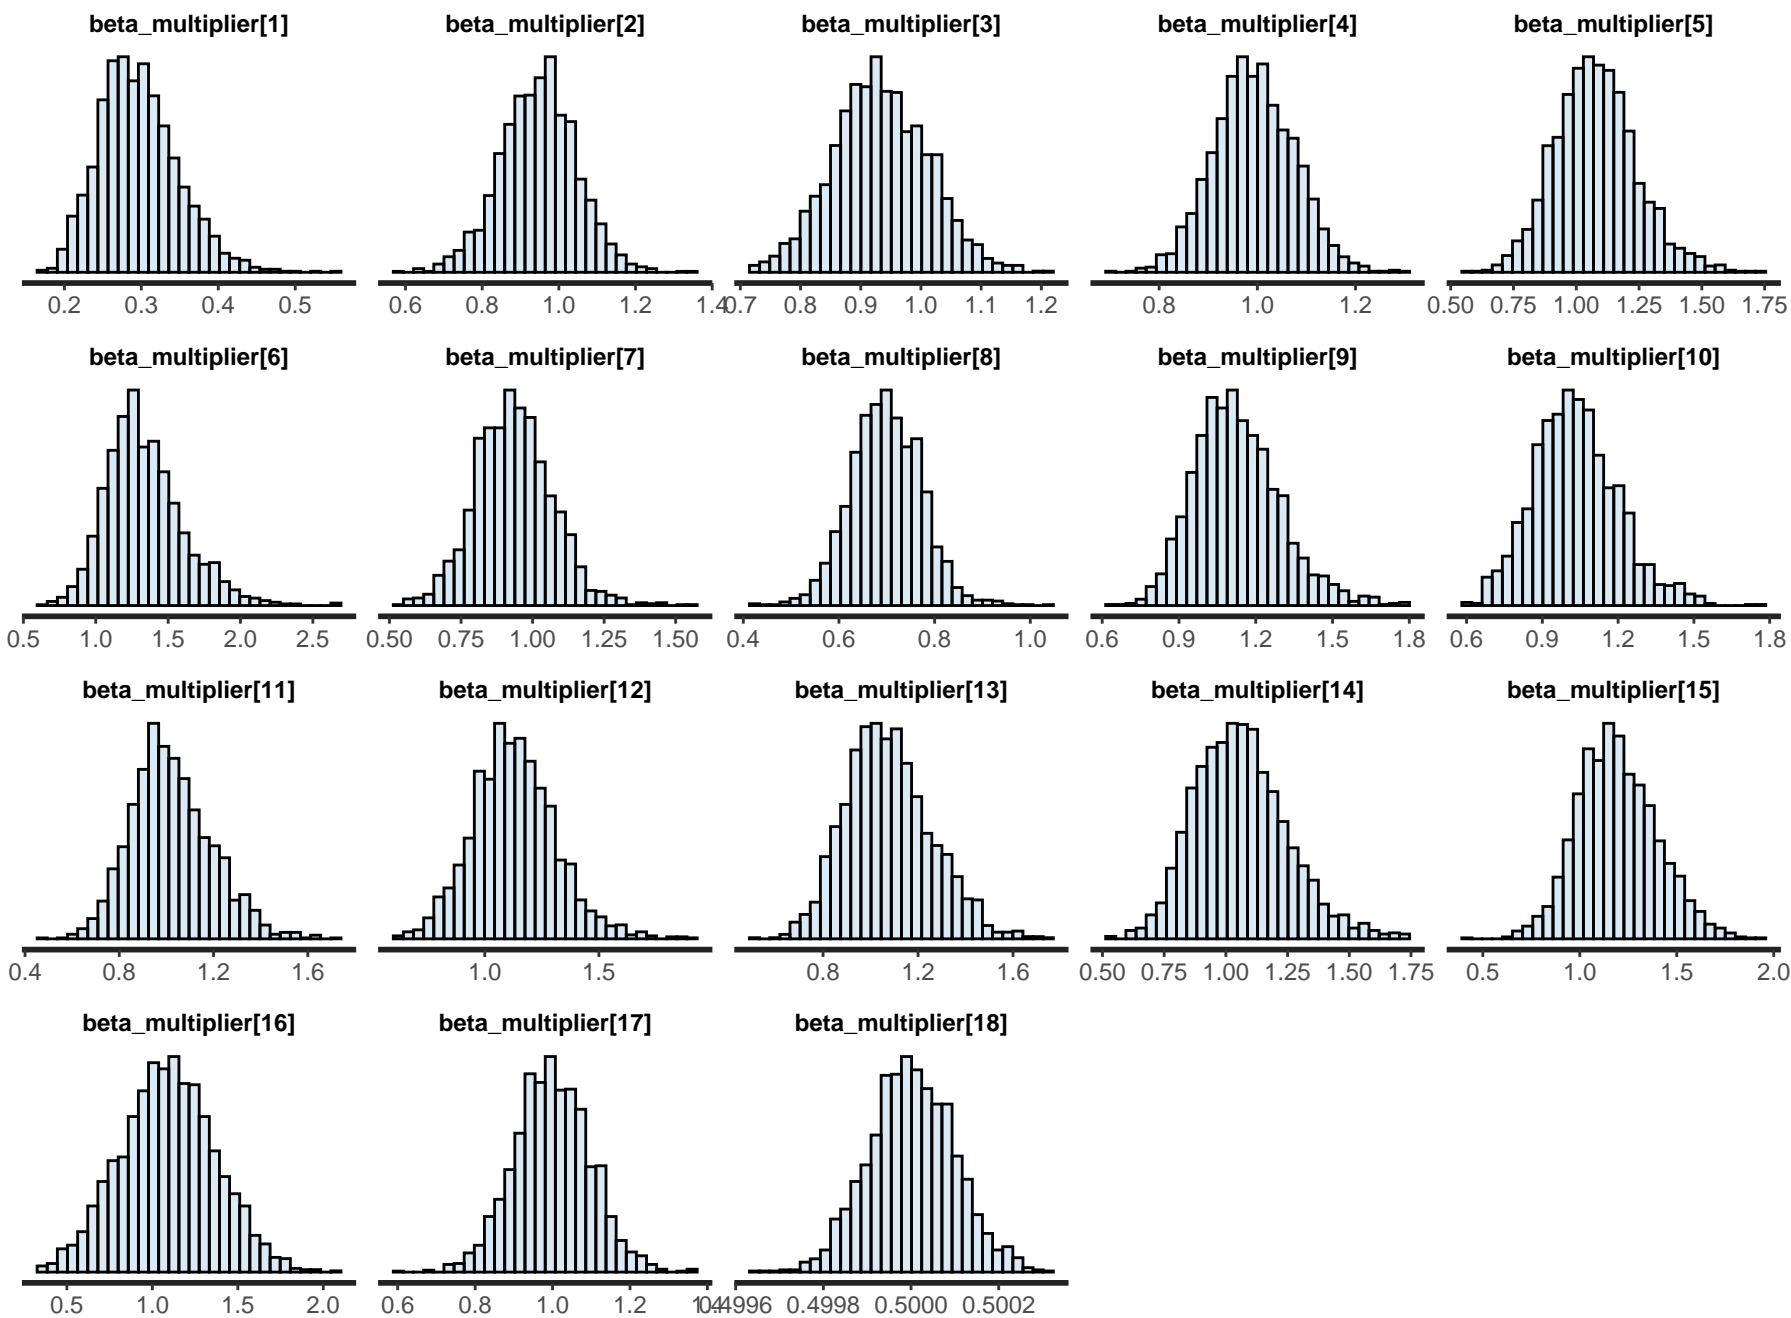 beta_multiplier[1] beta_multiplier[2] beta_multiplier[3] beta_multiplier[4] beta_multiplier[5]
0.2 0.3 0.4 0.5 0.6 0.8 1.0 1.2 1.4 0.7 0.8 0.9 1.0 1.1 1.2 0.8 1.0 1.2 0.50 0.75 1.00 1.25 1.50 1.75
beta_multiplier[6] beta_multiplier[7] beta_multiplier[8] beta_multiplier[9] beta_multiplier[10]
0.5 1.0 1.5 2.0 2.5 0.50 0.75 1.00 1.25 1.50 0.4 0.6 0.8 1.0 0.6 0.9 1.2 1.5 1.8 0.6 0.9 1.2 1.5 1.8
beta_multiplier[11] beta_multiplier[12] beta_multiplier[13] beta_multiplier[14] beta_multiplier[15]
0.4 0.8 1.2 1.6 1.0 1.5 0.8 1.2 1.6 0.50 0.75 1.00 1.25 1.50 1.75 0.5 1.0 1.5 2.0
beta_multiplier[16] beta_multiplier[17] beta_multiplier[18]
0.5 1.0 1.5 2.0 0.6 0.8 1.0 1.2 1.4 0.4996 0.4998 0.5000 0.5002